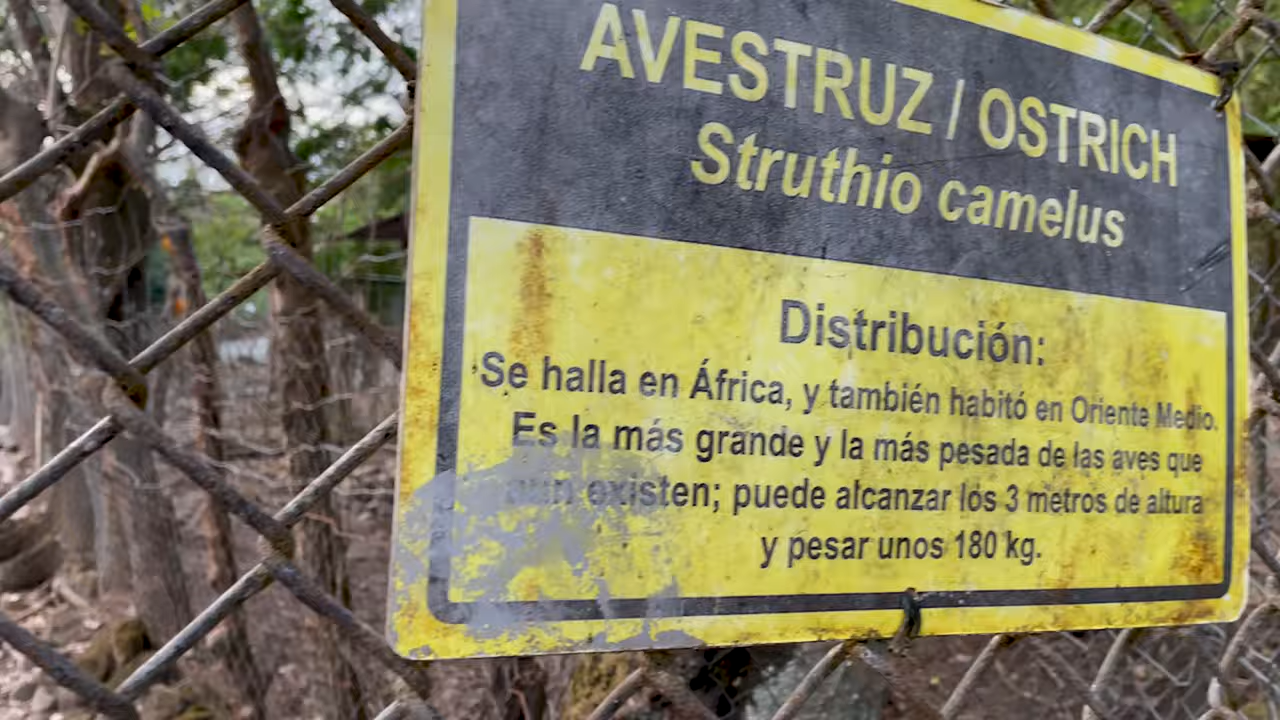 AVESTRUZ / OSTRICH
Struthio camelus
Distribución:
Se halla en África, y también habitó en Oriente Medio.
Es la más grande y la más pesada de las aves que
aún existen; puede alcanzar los 3 metros de altura
y pesar unos 180 kg.